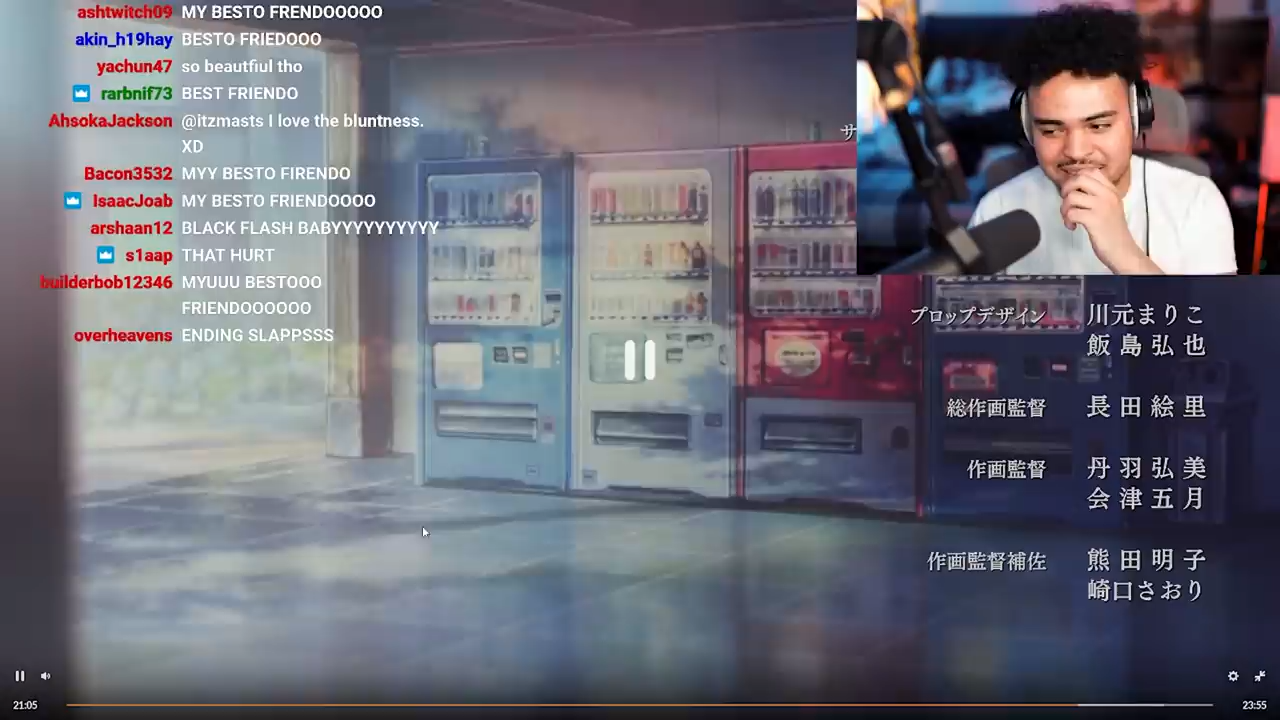 ashtwitch09 MY BESTO FRENDOOOOO
akin_h19hay BESTO FRIEDOOO
yachun47 so beautfiul tho
rarbnif73 BEST FRIENDO
AhsokaJackson @itzmasts I love the bluntness.
XD
Bacon3532 MYY BESTO FIRENDO
IsaacJoab MY BESTO FRIENDOOOO
arshaan12 BLACK FLASH BABYYYYYYYYYY
s1aap THAT HURT
builderbob12346 MYUUU BESTOOO
FRIENDOOOOOO
overheavens ENDING SLAPPSSS
サ
プロップデザイン 川元まりこ
飯島弘也
総作画監督 長田絵里
作画監督 丹羽弘美
会津五月
作画監督補佐 熊田明子
崎口さおり
21:05
23:55